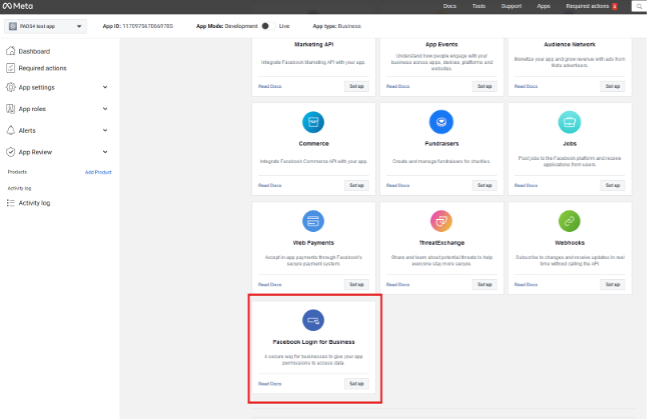 Meta
Docs Tools Support Apps Required actions
PADS4 test app App ID: 1170975670669785 App Mode: Development Live App type: Business
Dashboard
Required actions
App settings
App roles
Alerts
App Review
Products Add Product
Activity log
Activity log
Marketing API
Integrate Facebook Marketing API with your app.
Read Docs Set up
App Events
Understand how people engage with your
business across apps, devices, platforms and
websites.
Read Docs Set up
Audience Network
Monetize your app and grow revenue with ads from
Meta advertisers.
Read Docs Set up
Commerce
Integrate Facebook Commerce API with your app.
Read Docs Set up
Fundraisers
Create and manage fundraisers for charities.
Read Docs Set up
Jobs
Post jobs to the Facebook platform and receive
applications from users.
Read Docs Set up
Web Payments
Accept in-app payments through Facebook's
secure payment system.
Read Docs Set up
ThreatExchange
Share and learn about potential threats to help
everyone stay more secure.
Read Docs Set up
Webhooks
Subscribe to changes and receive updates in real
time without calling the API.
Read Docs Set up
Facebook Login for Business
A secure way for businesses to give your app
permissions to access data.
Read Docs Set up